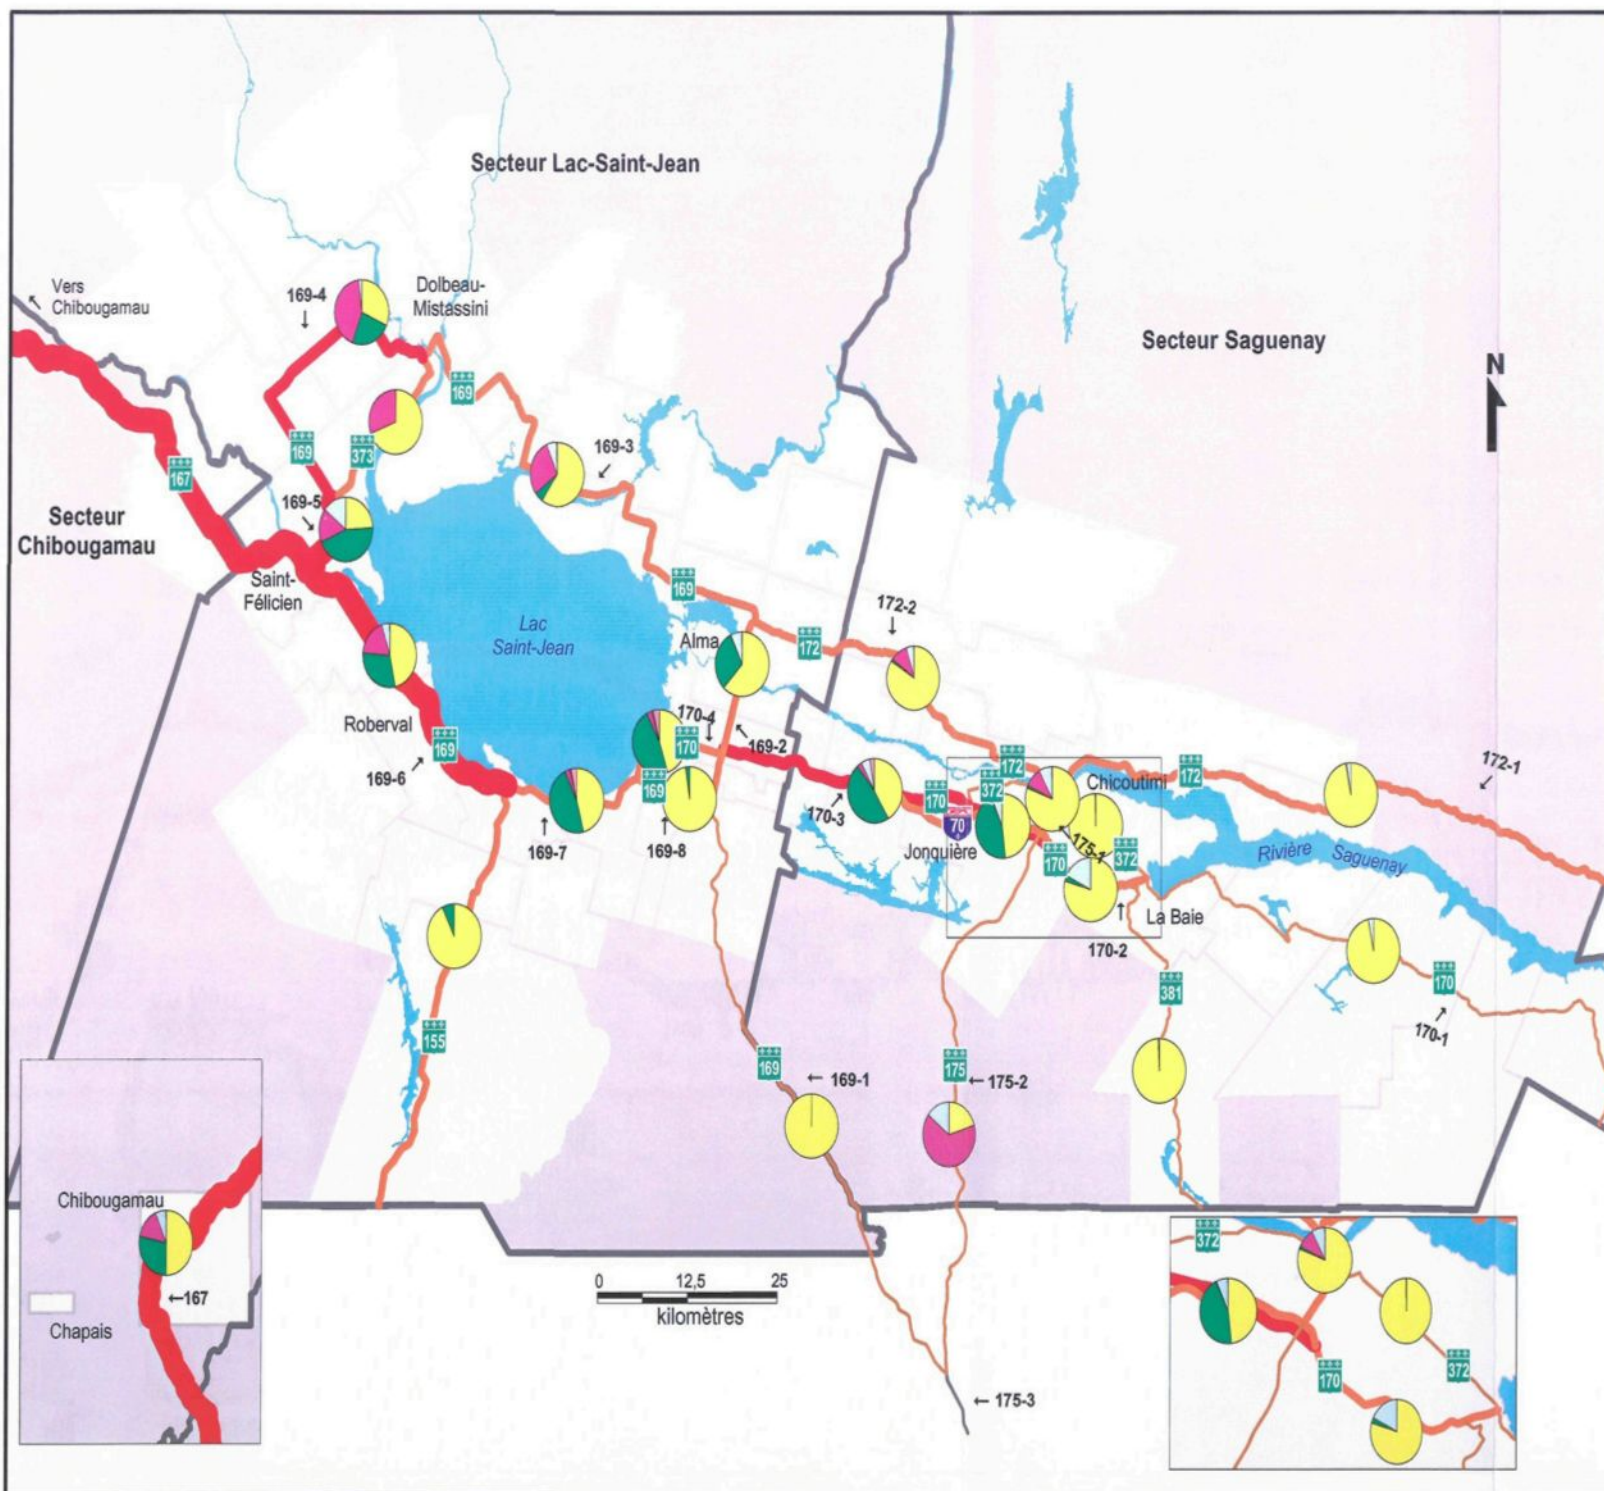 Secteur Lac-Saint-Jean
Vers
Chibougamau
169-4
Dolbeau-
Mistassini
Secteur Saguenay
N
169
169
373
169-3
167
169-5
Secteur
Chibougamau
Saint-
Félicien
Lac
Saint-Jean
169
172-2
Alma
172
Roberval
170-4
169
170
169-2
169-6
172
Chicoutimi
172
172-1
169
170-3
170
372
70
169-7
169-8
Jonquière
175-1
170
372
Rivière Saguenay
La Baie
170-2
381
170
170-1
155
169
169-1
175
175-2
Chibougamau
167
Chapais
0 12,5 25
kilomètres
175-3
372
372
170